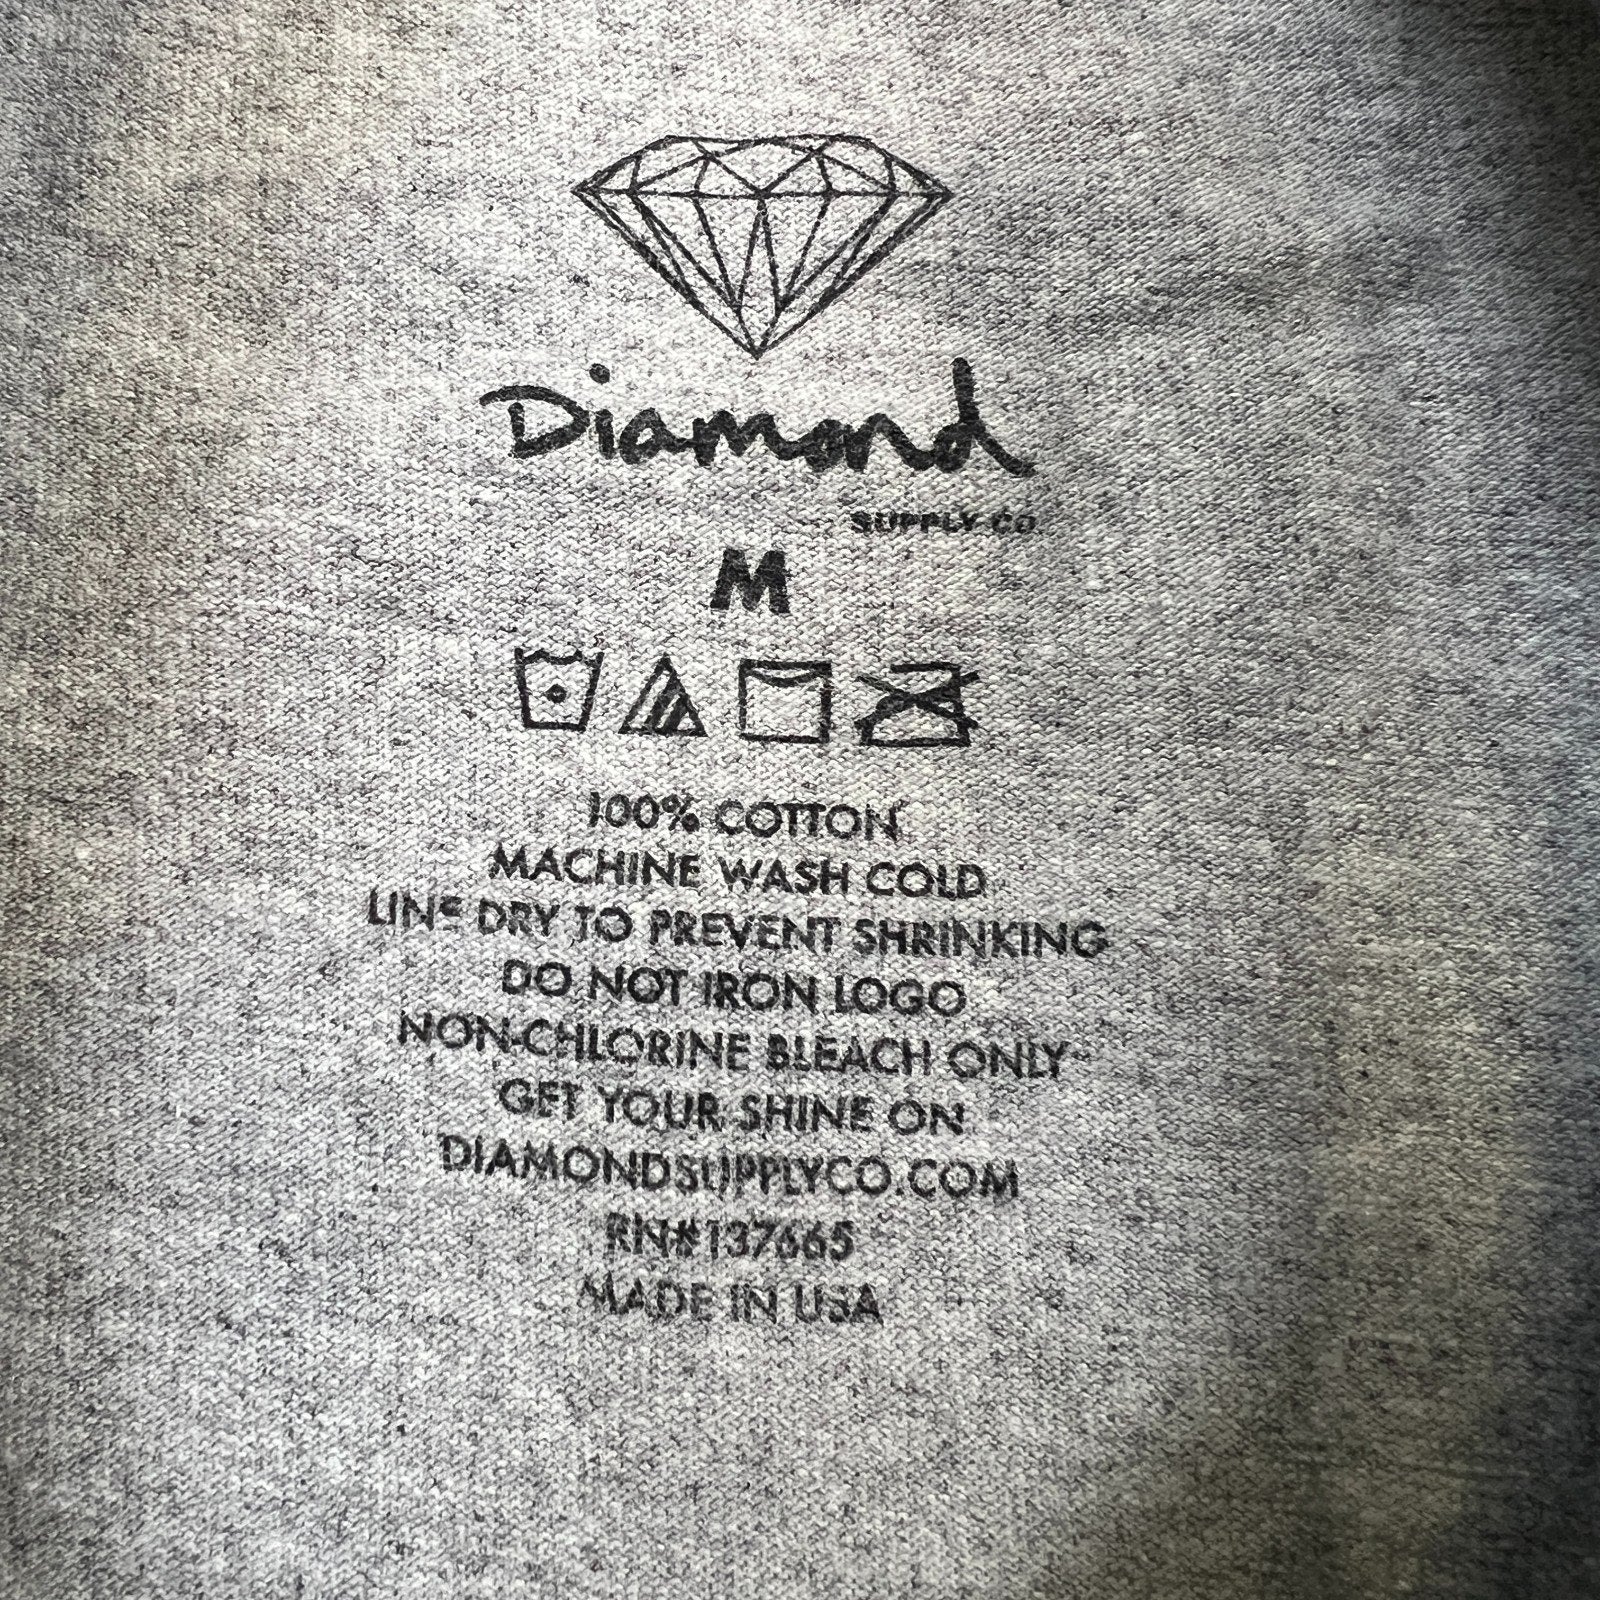 Diamond
SUPPLY CO
M
100% COTTON
MACHINE WASH COLD
LINE DRY TO PREVENT SHRINKING
DO NOT IRON LOGO
NON-CHLORINE BLEACH ONLY
GET YOUR SHINE ON
DIAMONDSUPPLYCO.COM
RN#137665
MADE IN USA